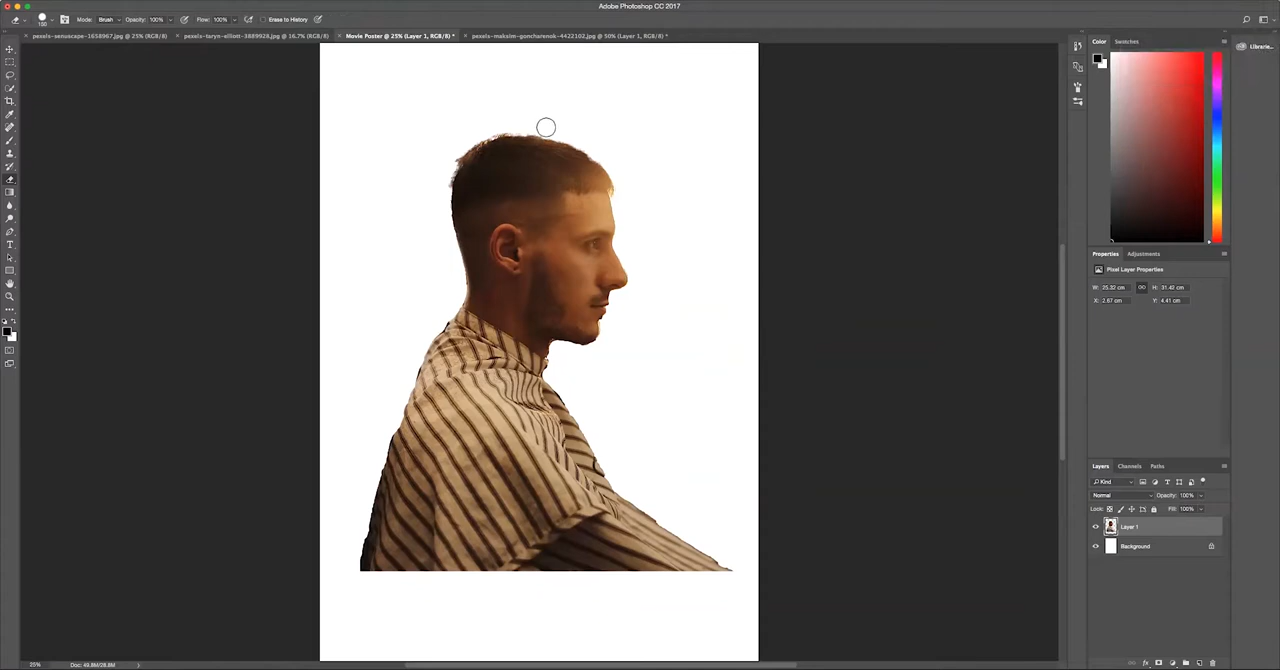 Adobe Photoshop CC 2017
150 Mode: Brush Opacity: 100% Flow: 100% Erase to History
pexels-senuscape-1658967.jpg @ 25% (RGB/8) pexels-taryn-elliott-3889928.jpg @ 16.7% (RGB/8) Movie Poster @ 25% (Layer 1, RGB/8) * pexels-maksim-goncharenok-4422102.jpg @ 50% (Layer 1, RGB/8) *
Color Swatches
Librarie...
Properties Adjustments
Pixel Layer Properties
W: 25.32 cm H: 31.42 cm
X: 2.67 cm Y: 4.41 cm
Layers Channels Paths
Kind
Normal Opacity: 100%
Lock: Fill: 100%
Layer 1
Background
25% Doc: 49.8M/28.8M